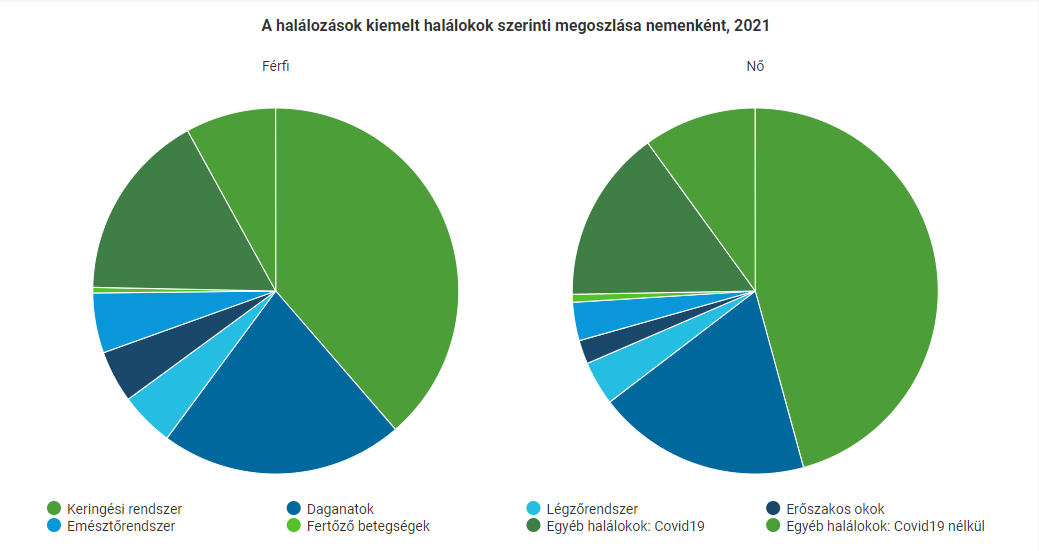 A halálozások kiemelt halálokok szerinti megoszlása nemenként, 2021
Férfi
Nő
Keringési rendszer
Daganatok
Légzőrendszer
Erőszakos okok
Emésztőrendszer
Fertőző betegségek
Egyéb halálokok: Covid19
Egyéb halálokok: Covid19 nélkül